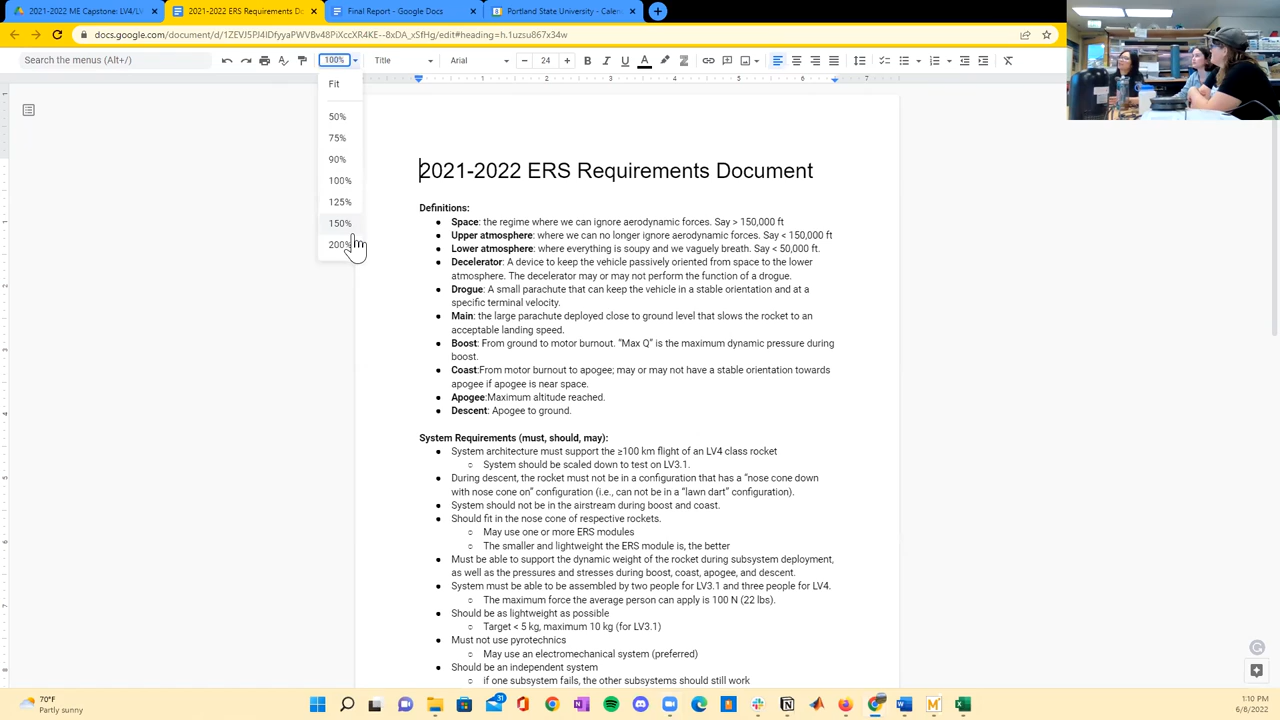 2021-2022 ME Capstone: LV4/LV
2021-2022 ERS Requirements Do
Final Report - Google Docs
Portland State University - Calen
docs.google.com/document/d/1ZEVJ5PJ4IDfyyaPWVBv48PiXccXR4KE--8xDA_xSfHg/edit#heading=h.1uzsu867x34w
Search the menus (Alt+/)
100%
Title
Arial
24
B I U A
Fit
50%
75%
90%
100%
125%
150%
200%
1 2 3 4 5 6 7
2021-2022 ERS Requirements Document
Definitions:
● Space: the regime where we can ignore aerodynamic forces. Say > 150,000 ft
● Upper atmosphere: where we can no longer ignore aerodynamic forces. Say < 150,000 ft
● Lower atmosphere: where everything is soupy and we vaguely breath. Say < 50,000 ft.
● Decelerator: A device to keep the vehicle passively oriented from space to the lower
atmosphere. The decelerator may or may not perform the function of a drogue.
● Drogue: A small parachute that can keep the vehicle in a stable orientation and at a
specific terminal velocity.
● Main: the large parachute deployed close to ground level that slows the rocket to an
acceptable landing speed.
● Boost: From ground to motor burnout. “Max Q” is the maximum dynamic pressure during
boost.
● Coast:From motor burnout to apogee; may or may not have a stable orientation towards
apogee if apogee is near space.
● Apogee:Maximum altitude reached.
● Descent: Apogee to ground.
System Requirements (must, should, may):
● System architecture must support the ≥100 km flight of an LV4 class rocket
○ System should be scaled down to test on LV3.1.
● During descent, the rocket must not be in a configuration that has a “nose cone down
with nose cone on” configuration (i.e., can not be in a “lawn dart” configuration).
● System should not be in the airstream during boost and coast.
● Should fit in the nose cone of respective rockets.
○ May use one or more ERS modules
○ The smaller and lightweight the ERS module is, the better
● Must be able to support the dynamic weight of the rocket during subsystem deployment,
as well as the pressures and stresses during boost, coast, apogee, and descent.
● System must be able to be assembled by two people for LV3.1 and three people for LV4.
○ The maximum force the average person can apply is 100 N (22 lbs).
● Should be as lightweight as possible
○ Target < 5 kg, maximum 10 kg (for LV3.1)
● Must not use pyrotechnics
○ May use an electromechanical system (preferred)
● Should be an independent system
○ if one subsystem fails, the other subsystems should still work
70°F
Partly sunny
31
1:10 PM
6/8/2022